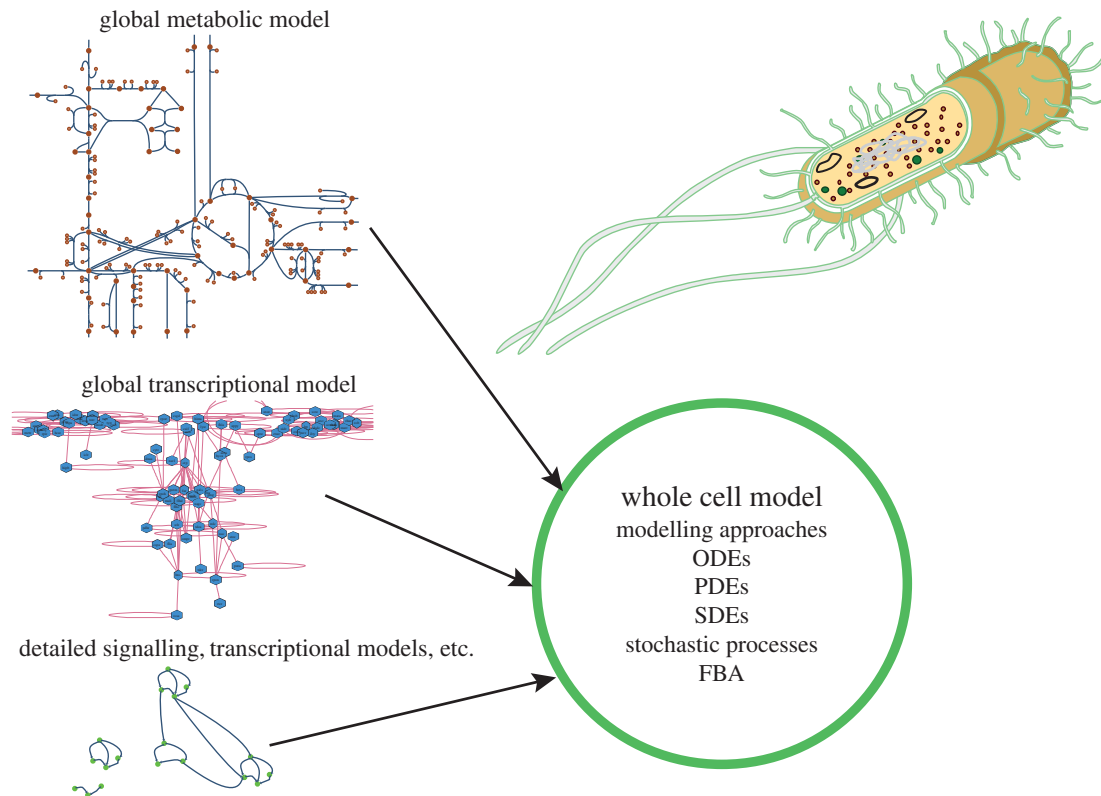 global metabolic model
global transcriptional model
detailed signalling, transcriptional models, etc.
whole cell model
modelling approaches
ODEs
PDEs
SDEs
stochastic processes
FBA